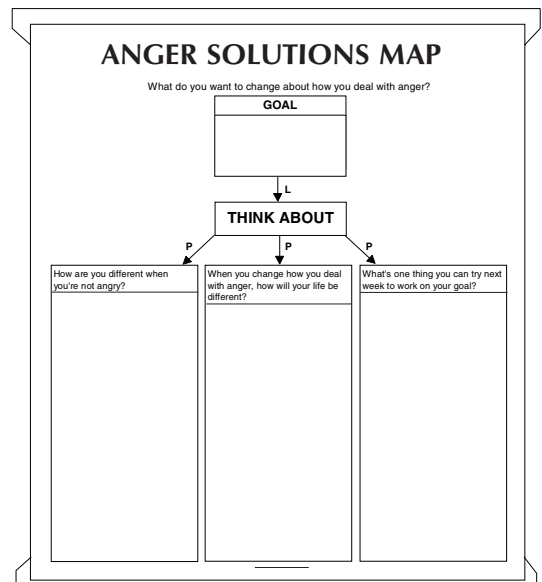 ANGER SOLUTIONS MAP
What do you want to change about how you deal with anger?
GOAL
L
THINK ABOUT
P
P
P
How are you different when
you're not angry?
When you change how you deal
with anger, how will your life be
different?
What's one thing you can try next
week to work on your goal?